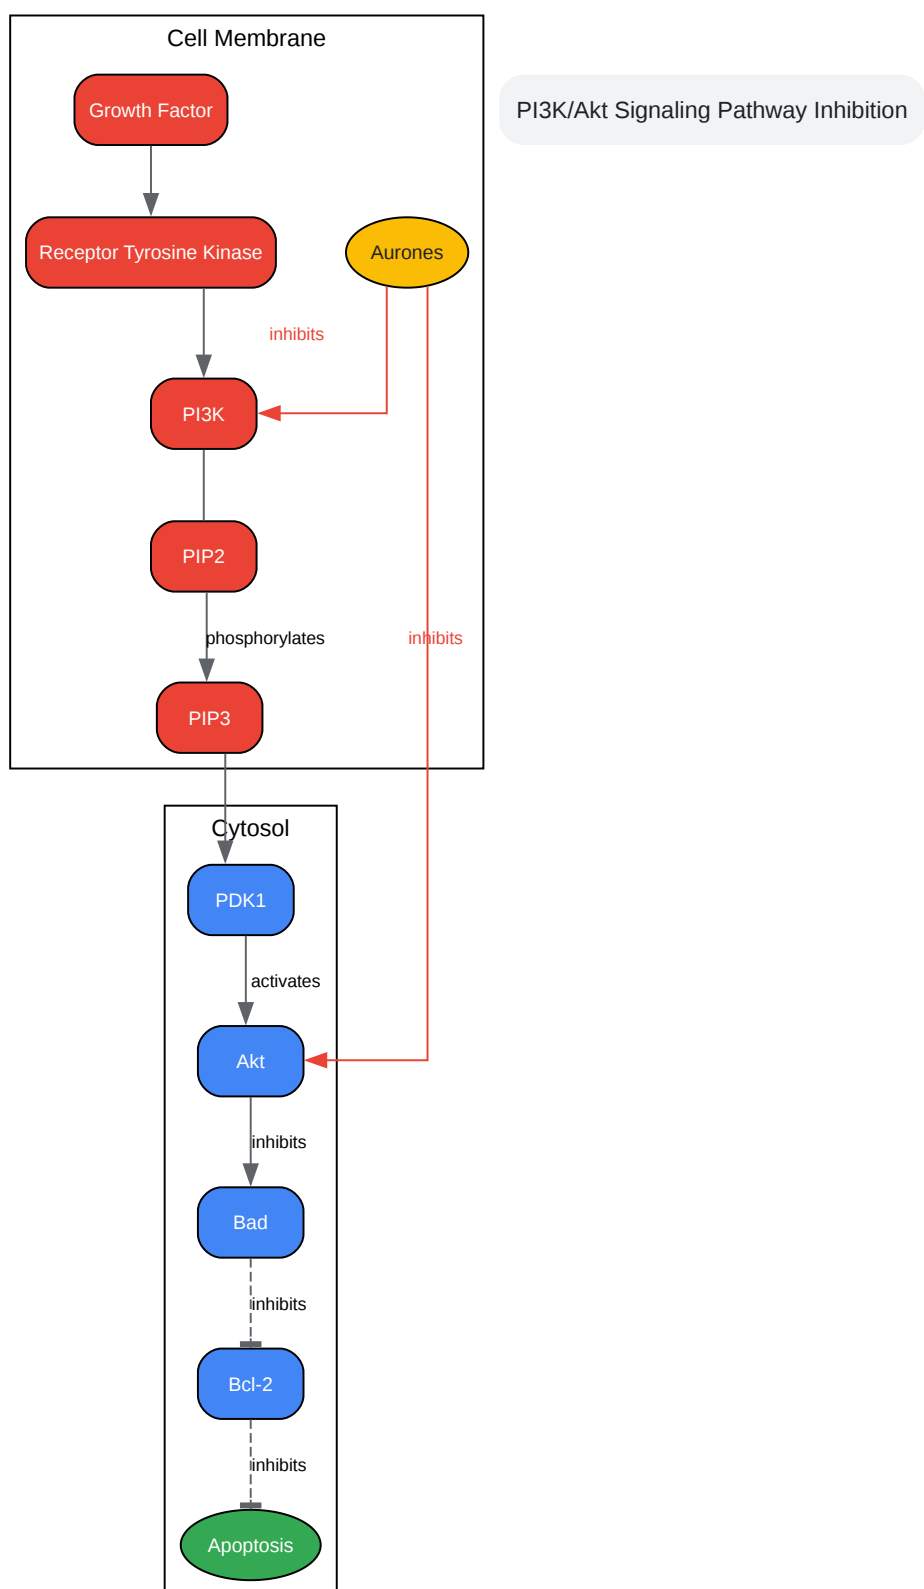 Cell Membrane
Growth Factor
PI3K/Akt Signaling Pathway Inhibition
Receptor Tyrosine Kinase
Aurones
inhibits
PI3K
PIP2
phosphorylates
inhibits
PIP3
Cytosol
PDK1
activates
Akt
inhibits
Bad
inhibits
Bcl-2
inhibits
Apoptosis